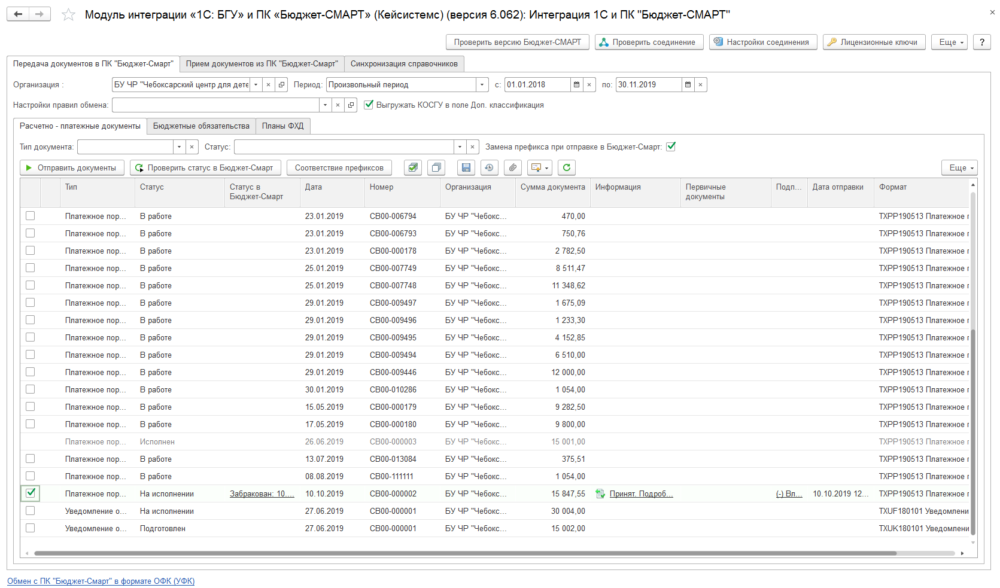 Модуль интеграции «1С: БГУ» и ПК «Бюджет-СМАРТ» (Кейсистемс) (версия 6.062): Интеграция 1С и ПК "Бюджет-СМАРТ"
Проверить версию Бюджет-СМАРТ Проверить соединение Настройки соединения Лицензионные ключи Еще ?
Передача документов в ПК "Бюджет-Смарт" Прием документов из ПК "Бюджет-Смарт" Синхронизация справочников
Организация : БУ ЧР "Чебоксарский центр для дете Период: Произвольный период с: 01.01.2018 по: 30.11.2019
Настройки правил обмена: Выгружать КОСГУ в поле Доп. классификация
Расчетно - платежные документы Бюджетные обязательства Планы ФХД
Тип документа: Статус: Замена префикса при отправке в Бюджет-Смарт:
Отправить документы Проверить статус в Бюджет-Смарт Соответствие префиксов Еще
Тип Статус Статус в Бюджет-Смарт Дата Номер Организация Сумма документа Информация Первичные документы Подп... Дата отправки Формат
Платежное пор... В работе 23.01.2019 СВ00-006794 БУ ЧР "Чебокс... 470,00 TXPP190513 Платежное г
Платежное пор... В работе 23.01.2019 СВ00-006793 БУ ЧР "Чебокс... 750,76 TXPP190513 Платежное г
Платежное пор... В работе 23.01.2019 СВ00-000178 БУ ЧР "Чебокс... 2 782,50 TXPP190513 Платежное г
Платежное пор... В работе 25.01.2019 СВ00-007749 БУ ЧР "Чебокс... 8 511,47 TXPP190513 Платежное г
Платежное пор... В работе 25.01.2019 СВ00-007748 БУ ЧР "Чебокс... 11 348,62 TXPP190513 Платежное г
Платежное пор... В работе 29.01.2019 СВ00-009497 БУ ЧР "Чебокс... 1 675,09 TXPP190513 Платежное г
Платежное пор... В работе 29.01.2019 СВ00-009496 БУ ЧР "Чебокс... 1 233,30 TXPP190513 Платежное г
Платежное пор... В работе 29.01.2019 СВ00-009495 БУ ЧР "Чебокс... 4 152,85 TXPP190513 Платежное г
Платежное пор... В работе 29.01.2019 СВ00-009494 БУ ЧР "Чебокс... 6 510,00 TXPP190513 Платежное г
Платежное пор... В работе 29.01.2019 СВ00-009446 БУ ЧР "Чебокс... 12 000,00 TXPP190513 Платежное г
Платежное пор... В работе 30.01.2019 СВ00-010286 БУ ЧР "Чебокс... 1 054,00 TXPP190513 Платежное г
Платежное пор... В работе 15.05.2019 СВ00-000179 БУ ЧР "Чебокс... 9 282,50 TXPP190513 Платежное г
Платежное пор... В работе 17.05.2019 СВ00-000180 БУ ЧР "Чебокс... 9 800,00 TXPP190513 Платежное г
Платежное пор... Исполнен 26.06.2019 СВ00-000003 БУ ЧР "Чебокс... 15 001,00 TXPP190513 Платежное г
Платежное пор... В работе 13.07.2019 СВ00-013084 БУ ЧР "Чебокс... 375,51 TXPP190513 Платежное г
Платежное пор... В работе 08.08.2019 СВ00-111111 БУ ЧР "Чебокс... 1 054,00 TXPP190513 Платежное г
Платежное пор... На исполнении Забракован: 10.... 10.10.2019 СВ00-000002 БУ ЧР "Чебокс... 15 847,55 Принят. Подроб... (-) Вл... 10.10.2019 12... TXPP190513 Платежное г
Уведомление о... На исполнении 27.06.2019 СВ00-000001 БУ ЧР "Чебокс... 30 004,00 TXUF180101 Уведомлени
Уведомление о... Подготовлен 27.06.2019 СВ00-000001 БУ ЧР "Чебокс... 15 002,00 TXUK180101 Уведомлени
Обмен с ПК "Бюджет-Смарт" в формате ОФК (УФК)